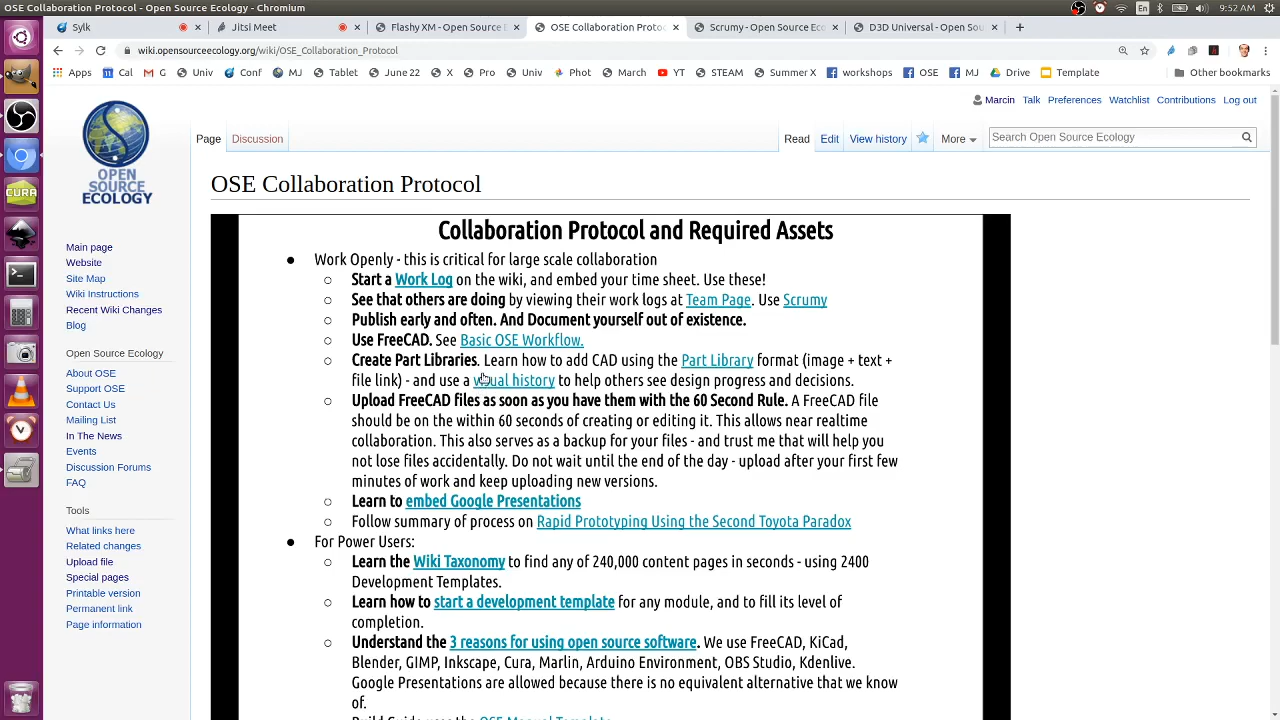 OSE Collaboration Protocol - Open Source Ecology - Chromium
En
9:52 AM
Sylk
Jitsi Meet
Flashy XM - Open Source E
OSE Collaboration Protoco
Scrumy - Open Source Eco
D3D Universal - Open Sou
wiki.opensourceecology.org/wiki/OSE_Collaboration_Protocol
Apps
Cal
G
Univ
Conf
MJ
Tablet
June 22
X
Pro
Univ
Phot
March
YT
STEAM
Summer X
workshops
OSE
MJ
Drive
Template
Other bookmarks
Marcin
Talk
Preferences
Watchlist
Contributions
Log out
Page
Discussion
Read
Edit
View history
More
Search Open Source Ecology
OPEN
SOURCE
ECOLOGY
CURA
Main page
Website
Site Map
Wiki Instructions
Recent Wiki Changes
Blog
Open Source Ecology
About OSE
Support OSE
Contact Us
Mailing List
In The News
Events
Discussion Forums
FAQ
Tools
What links here
Related changes
Upload file
Special pages
Printable version
Permanent link
Page information
OSE Collaboration Protocol
Collaboration Protocol and Required Assets
● Work Openly - this is critical for large scale collaboration
○ Start a Work Log on the wiki, and embed your time sheet. Use these!
○ See that others are doing by viewing their work logs at Team Page. Use Scrumy
○ Publish early and often. And Document yourself out of existence.
○ Use FreeCAD. See Basic OSE Workflow.
○ Create Part Libraries. Learn how to add CAD using the Part Library format (image + text +
file link) - and use a visual history to help others see design progress and decisions.
○ Upload FreeCAD files as soon as you have them with the 60 Second Rule. A FreeCAD file
should be on the within 60 seconds of creating or editing it. This allows near realtime
collaboration. This also serves as a backup for your files - and trust me that will help you
not lose files accidentally. Do not wait until the end of the day - upload after your first few
minutes of work and keep uploading new versions.
○ Learn to embed Google Presentations
○ Follow summary of process on Rapid Prototyping Using the Second Toyota Paradox
● For Power Users:
○ Learn the Wiki Taxonomy to find any of 240,000 content pages in seconds - using 2400
Development Templates.
○ Learn how to start a development template for any module, and to fill its level of
completion.
○ Understand the 3 reasons for using open source software. We use FreeCAD, KiCad,
Blender, GIMP, Inkscape, Cura, Marlin, Arduino Environment, OBS Studio, Kdenlive.
Google Presentations are allowed because there is no equivalent alternative that we know
of.
Build Guide uses the OSE Manual Template